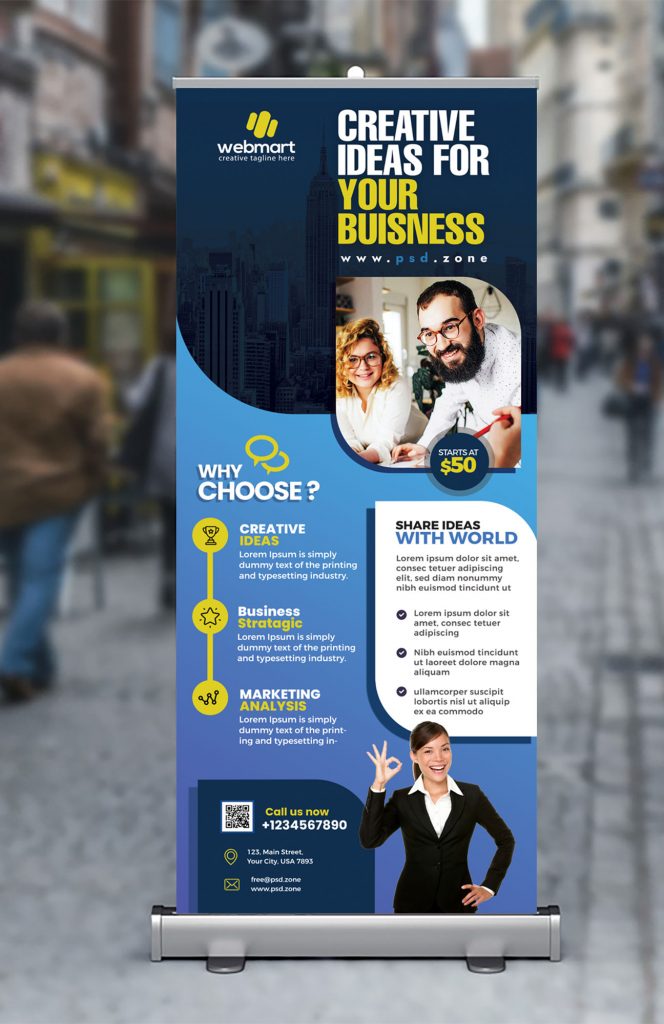 webmart
creative tagline here
CREATIVE
IDEAS FOR
YOUR
BUISNESS
www.psd.zone
STARTS AT
$50
WHY
CHOOSE?
CREATIVE
IDEAS
Lorem Ipsum is simply
dummy text of the printing
and typesetting industry.
Business
Stratagic
Lorem Ipsum is simply
dummy text of the printing
and typesetting industry.
MARKETING
ANALYSIS
Lorem Ipsum is simply
dummy text of the print-
ing and typesetting in-
SHARE IDEAS
WITH WORLD
Lorem ipsum dolor sit amet,
consec tetuer adipiscing
elit, sed diam nonummy
nibh euismod tincidunt ut
Lorem ipsum dolor sit
amet, consec tetuer
adipiscing
Nibh euismod tincidunt
ut laoreet dolore magna
aliquam
ullamcorper suscipit
lobortis nisl ut aliquip
ex ea commodo
Call us now
+1234567890
123, Main Street,
Your City, USA 7893
free@psd.zone
www.psd.zone